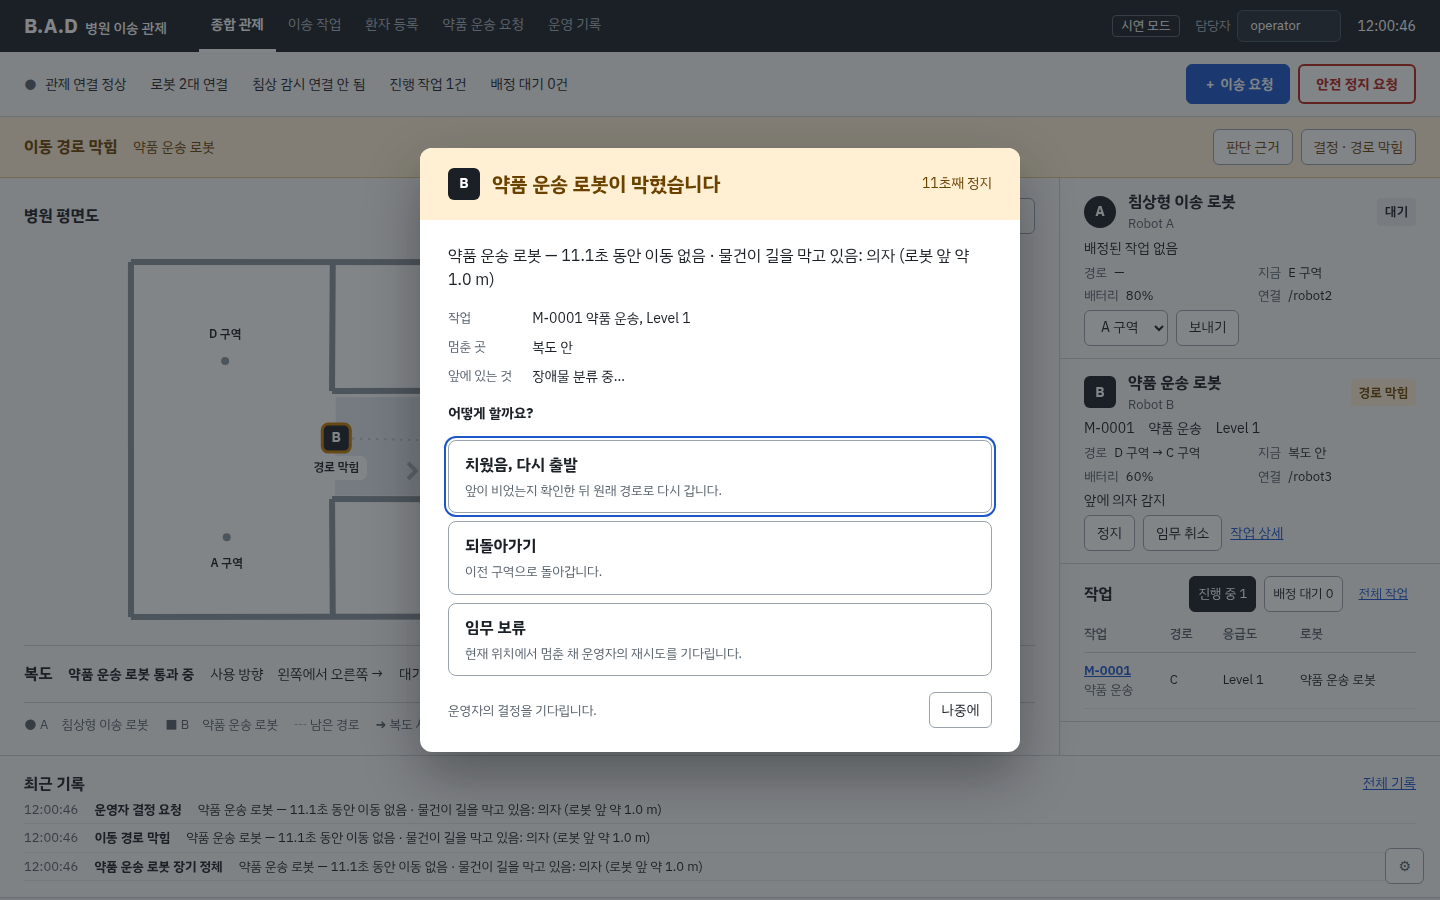 B.A.D 병원 이송 관제
종합 관제 이송 작업 환자 등록 약품 운송 요청 운영 기록
시연 모드 담당자 operator 12:00:46
관제 연결 정상 로봇 2대 연결 침상 감시 연결 안 됨 진행 작업 1건 배정 대기 0건
+ 이송 요청 안전 정지 요청
이동 경로 막힘 약품 운송 로봇
판단 근거 결정 · 경로 막힘
병원 평면도
D 구역
B
경로 막힘
A 구역
복도 약품 운송 로봇 통과 중 사용 방향 왼쪽에서 오른쪽 →
● A 침상형 이송 로봇 ■ B 약품 운송 로봇 ··· 남은 경로 ➔ 복도
B 약품 운송 로봇이 막혔습니다 11초째 정지
약품 운송 로봇 — 11.1초 동안 이동 없음 · 물건이 길을 막고 있음: 의자 (로봇 앞 약
1.0 m)
작업 M-0001 약품 운송, Level 1
멈춘 곳 복도 안
앞에 있는 것 장애물 분류 중...
어떻게 할까요?
치웠음, 다시 출발
앞이 비었는지 확인한 뒤 원래 경로로 다시 갑니다.
되돌아가기
이전 구역으로 돌아갑니다.
임무 보류
현재 위치에서 멈춘 채 운영자의 재시도를 기다립니다.
운영자의 결정을 기다립니다. 나중에
A 침상형 이송 로봇 대기
Robot A
배정된 작업 없음
경로 — 지금 E 구역
배터리 80% 연결 /robot2
A 구역 보내기
B 약품 운송 로봇 경로 막힘
Robot B
M-0001 약품 운송 Level 1
경로 D 구역 → C 구역 지금 복도 안
배터리 60% 연결 /robot3
앞에 의자 감지
정지 임무 취소 작업 상세
작업 진행 중 1 배정 대기 0 전체 작업
작업 경로 응급도 로봇
M-0001 C Level 1 약품 운송 로봇
약품 운송
최근 기록 전체 기록
12:00:46 운영자 결정 요청 약품 운송 로봇 — 11.1초 동안 이동 없음 · 물건이 길을 막고 있음: 의자 (로봇 앞 약 1.0 m)
12:00:46 이동 경로 막힘 약품 운송 로봇 — 11.1초 동안 이동 없음 · 물건이 길을 막고 있음: 의자 (로봇 앞 약 1.0 m)
12:00:46 약품 운송 로봇 장기 정체 약품 운송 로봇 — 11.1초 동안 이동 없음 · 물건이 길을 막고 있음: 의자 (로봇 앞 약 1.0 m)